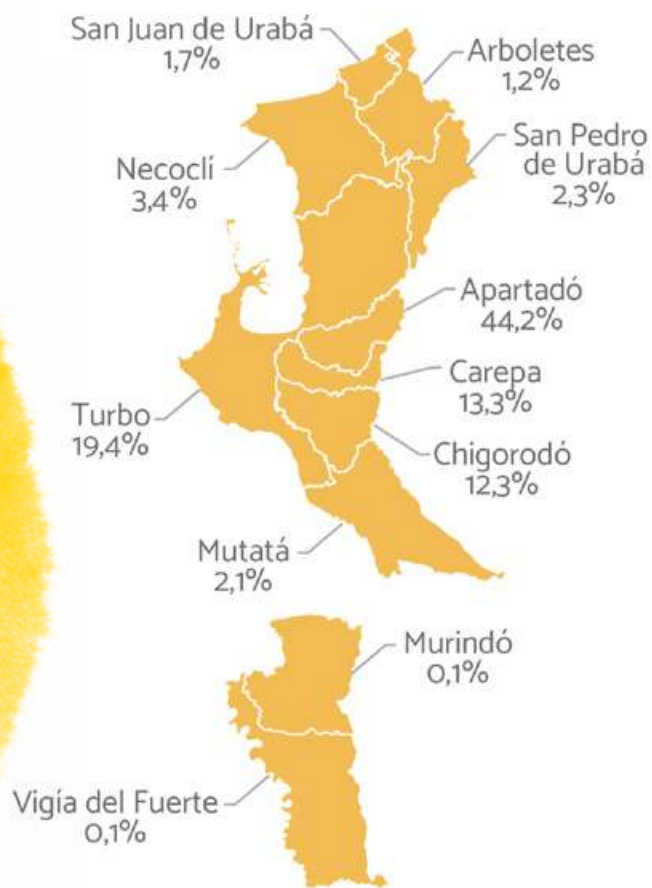 San Juan de Urabá
1,7%
Arboletes
1,2%
San Pedro
de Urabá
2,3%
Necoclí
3,4%
Apartadó
44,2%
Carepa
13,3%
Turbo
19,4%
Chigorodó
12,3%
Mutatá
2,1%
Murindó
0,1%
Vigía del Fuerte
0,1%